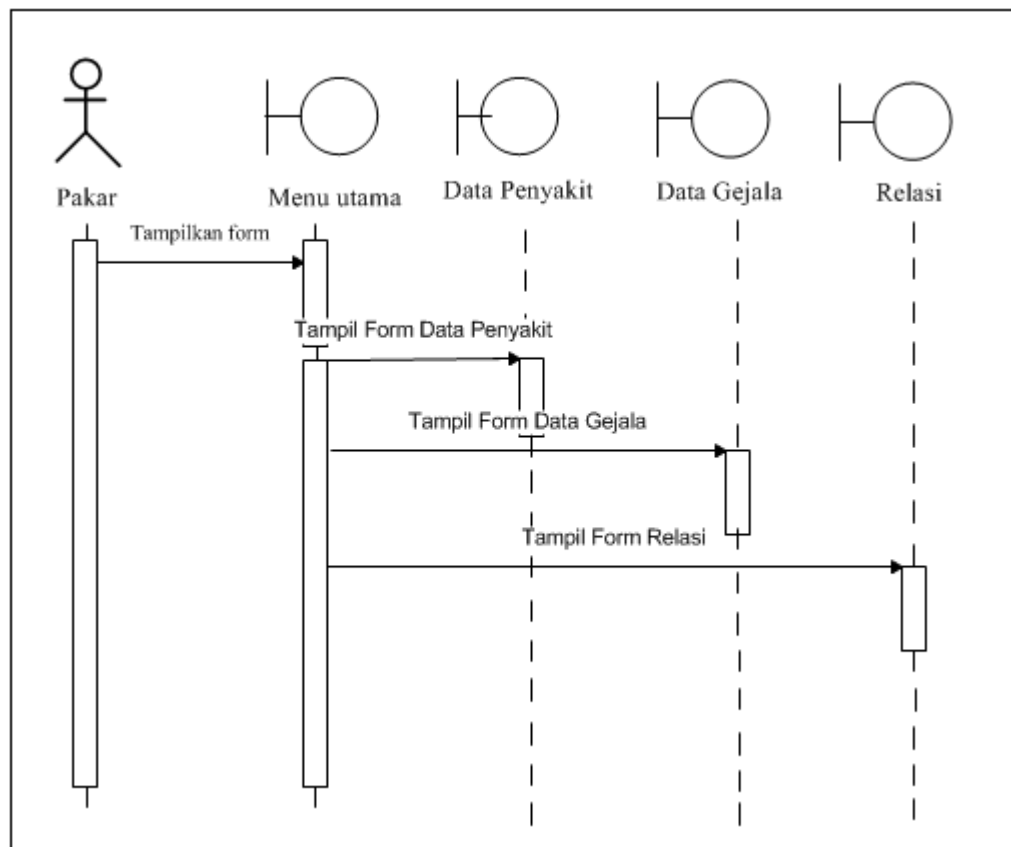 Pakar
Menu utama
Data Penyakit
Data Gejala
Relasi
Tampilkan form
Tampil Form Data Penyakit
Tampil Form Data Gejala
Tampil Form Relasi